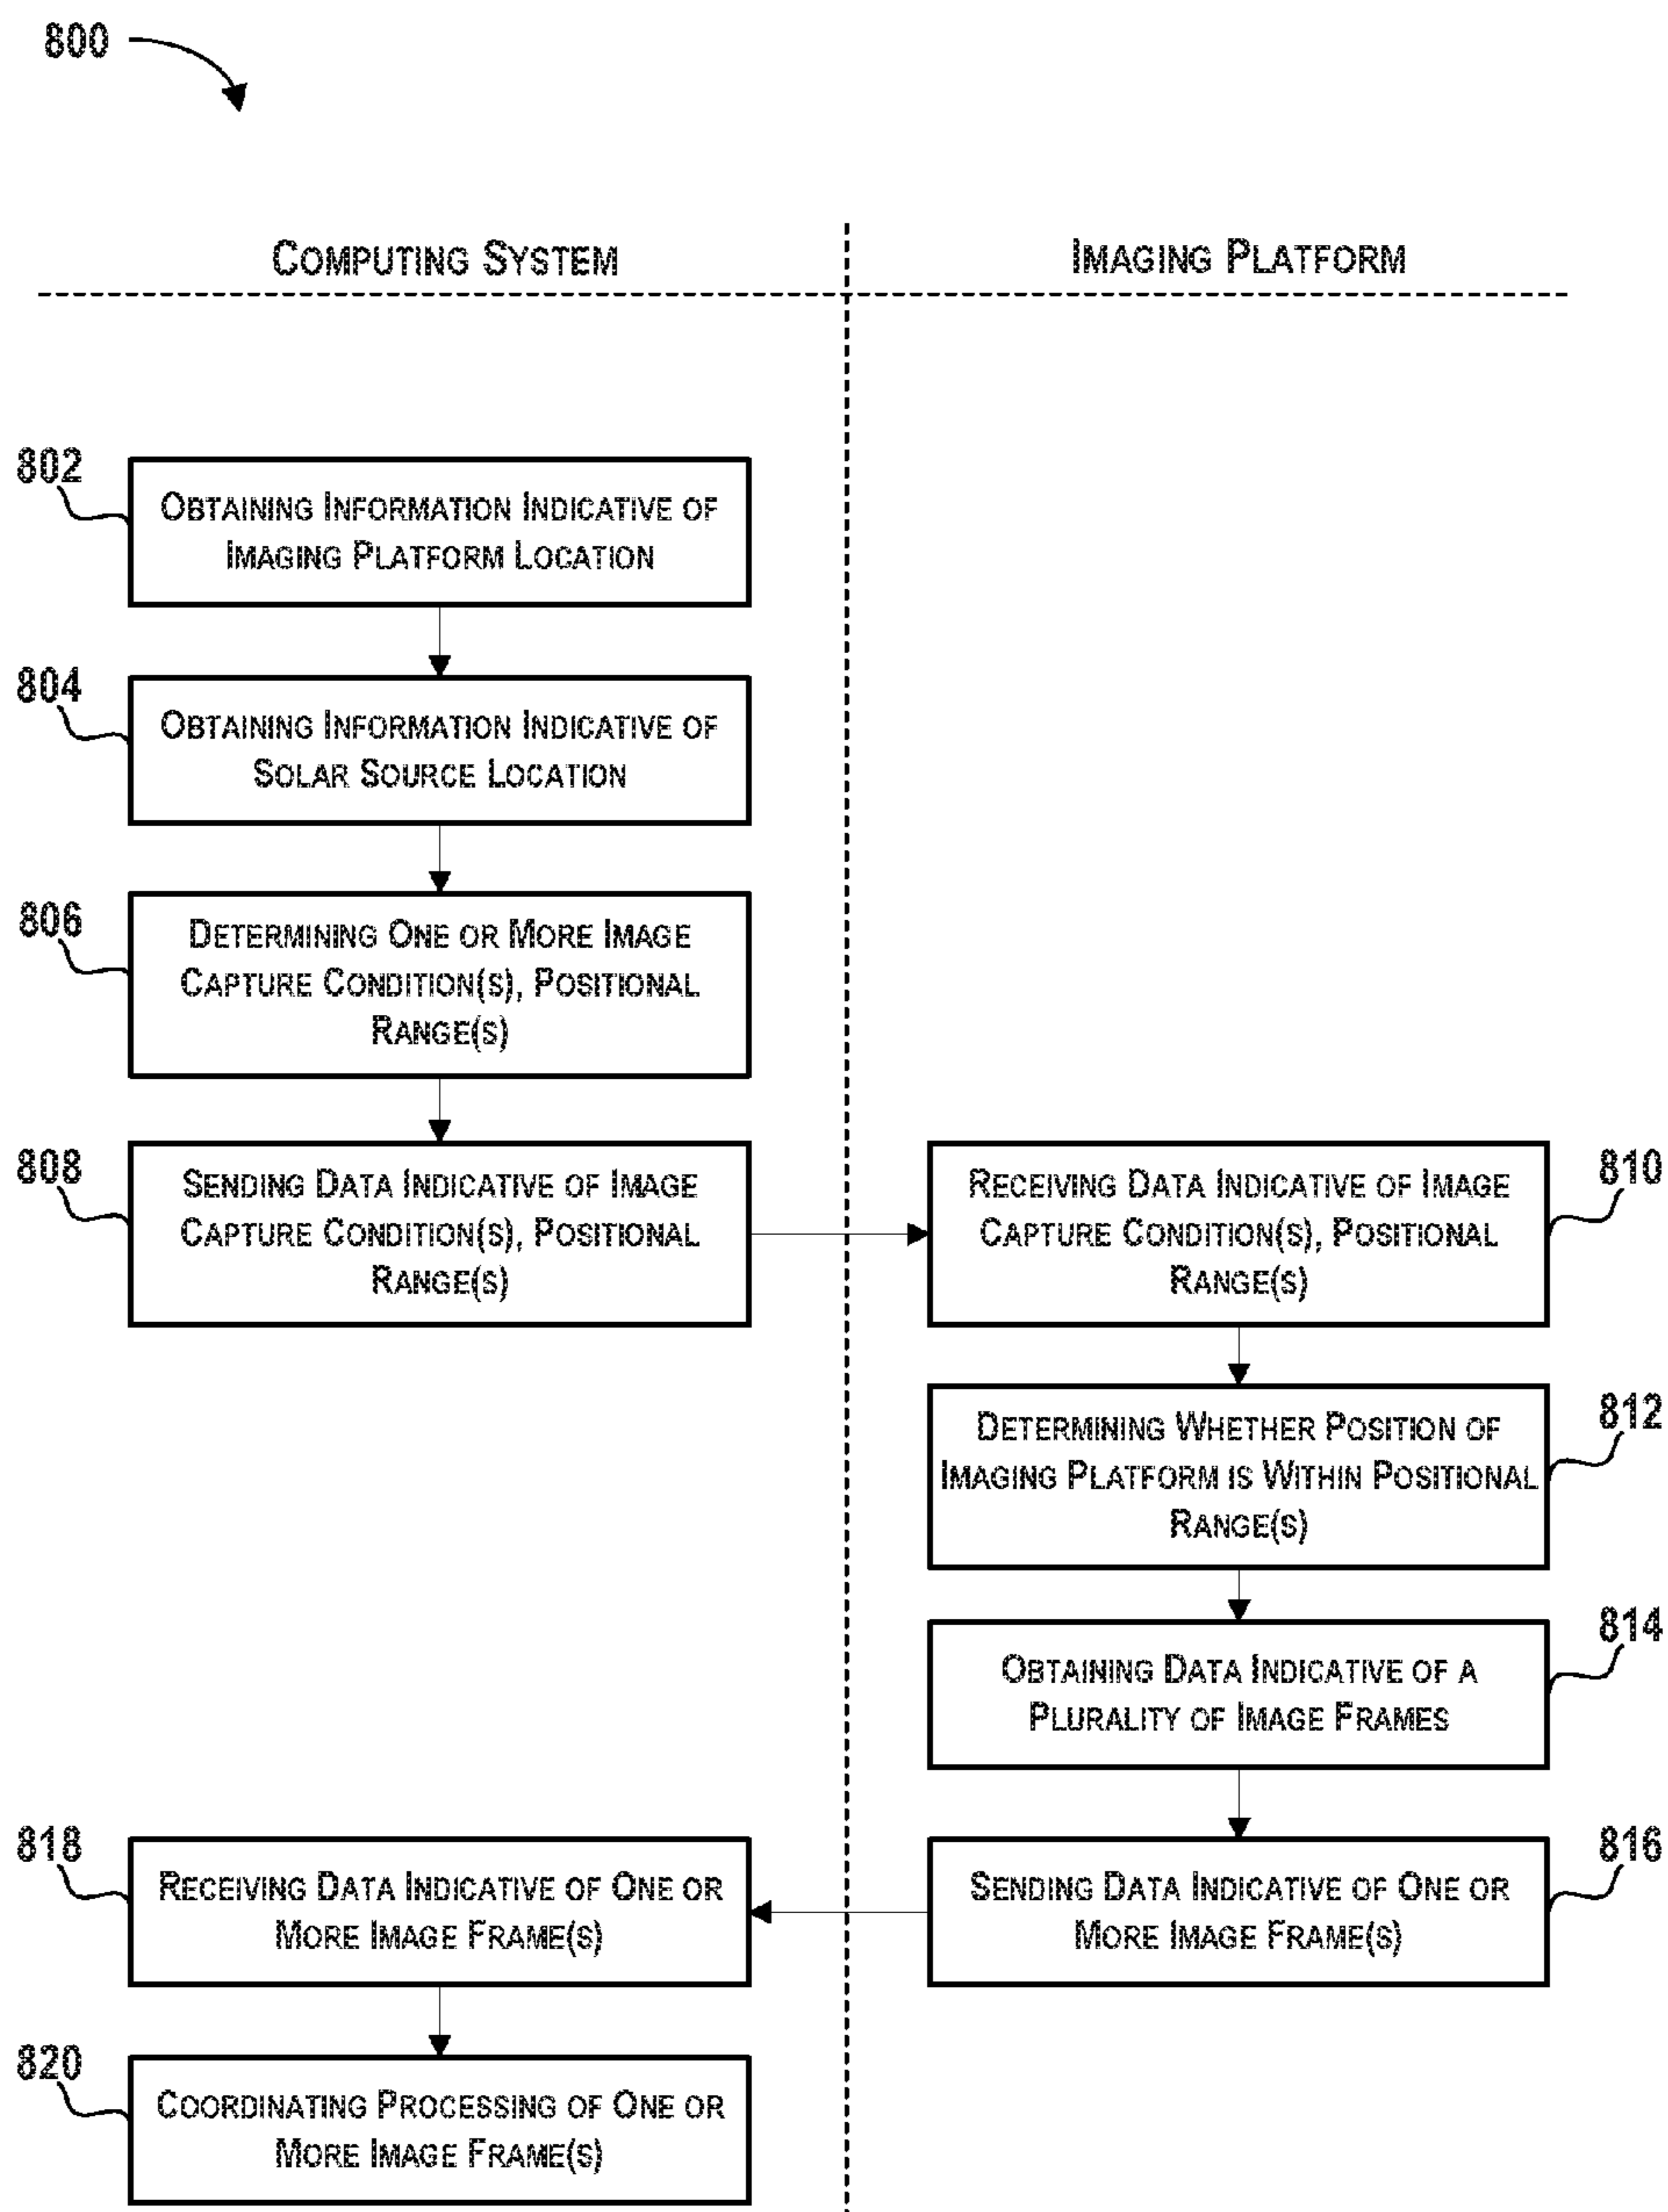 800
COMPUTING SYSTEM
IMAGING PLATFORM
802
OBTAINING INFORMATION INDICATIVE OF
IMAGING PLATFORM LOCATION
804
OBTAINING INFORMATION INDICATIVE OF
SOLAR SOURCE LOCATION
806
DETERMINING ONE OR MORE IMAGE
CAPTURE CONDITION(S), POSITIONAL
RANGE(S)
808
SENDING DATA INDICATIVE OF IMAGE
CAPTURE CONDITION(S), POSITIONAL
RANGE(S)
810
RECEIVING DATA INDICATIVE OF IMAGE
CAPTURE CONDITION(S), POSITIONAL
RANGE(S)
812
DETERMINING WHETHER POSITION OF
IMAGING PLATFORM IS WITHIN POSITIONAL
RANGE(S)
814
OBTAINING DATA INDICATIVE OF A
PLURALITY OF IMAGE FRAMES
816
SENDING DATA INDICATIVE OF ONE OR
MORE IMAGE FRAME(S)
818
RECEIVING DATA INDICATIVE OF ONE OR
MORE IMAGE FRAME(S)
820
COORDINATING PROCESSING OF ONE OR
MORE IMAGE FRAME(S)